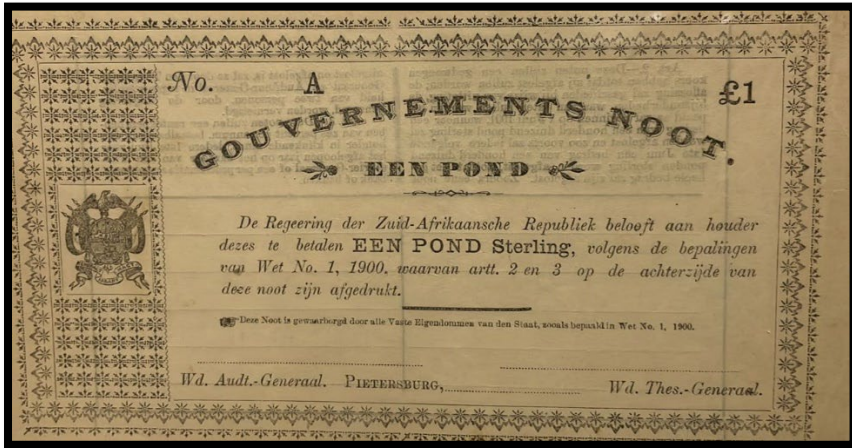 No. A £1
GOUVERNEMENTS NOOT.
EEN POND
De Regeering der Zuid-Afrikaansche Republiek belooft aan houder
dezes te betalen EEN POND Sterling, volgens de bepalingen
van Wet No. 1, 1900, waarvan artt. 2 en 3 op de achterzijde van
deze noot zijn afgedrukt.
Deze Noot is gewaarborgd door alle Vaste Eigendommen van den Staat, zooals bepaald in Wet No. 1, 1900.
Wd. Audt.-Generaal. PIETERSBURG, Wd. Thes.-Generaal.